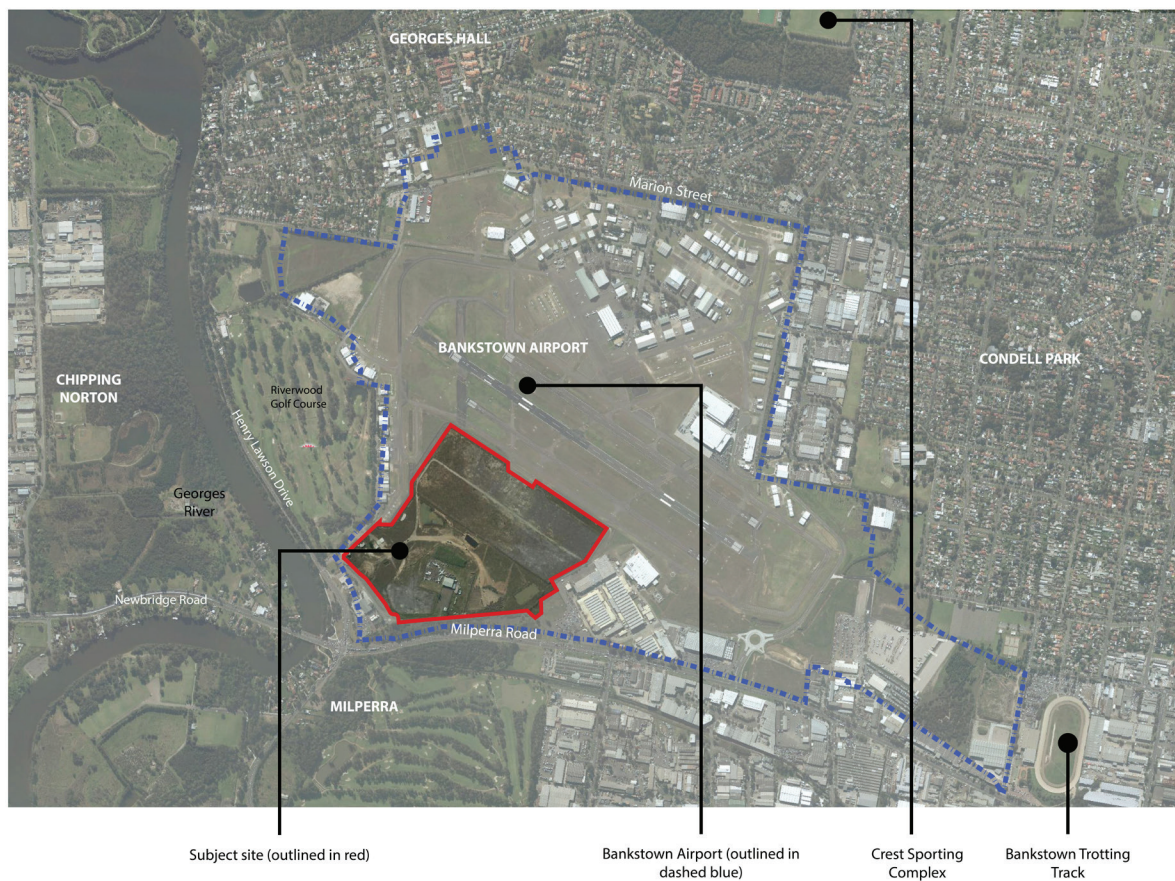 GEORGES HALL
Marion Street
BANKSTOWN AIRPORT
CONDELL PARK
CHIPPING
NORTON
Riverwood
Golf Course
Henry Lawson Drive
Georges
River
Newbridge Road
Milperra Road
MILPERRA
Subject site (outlined in red)
Bankstown Airport (outlined in
dashed blue)
Crest Sporting
Complex
Bankstown Trotting
Track